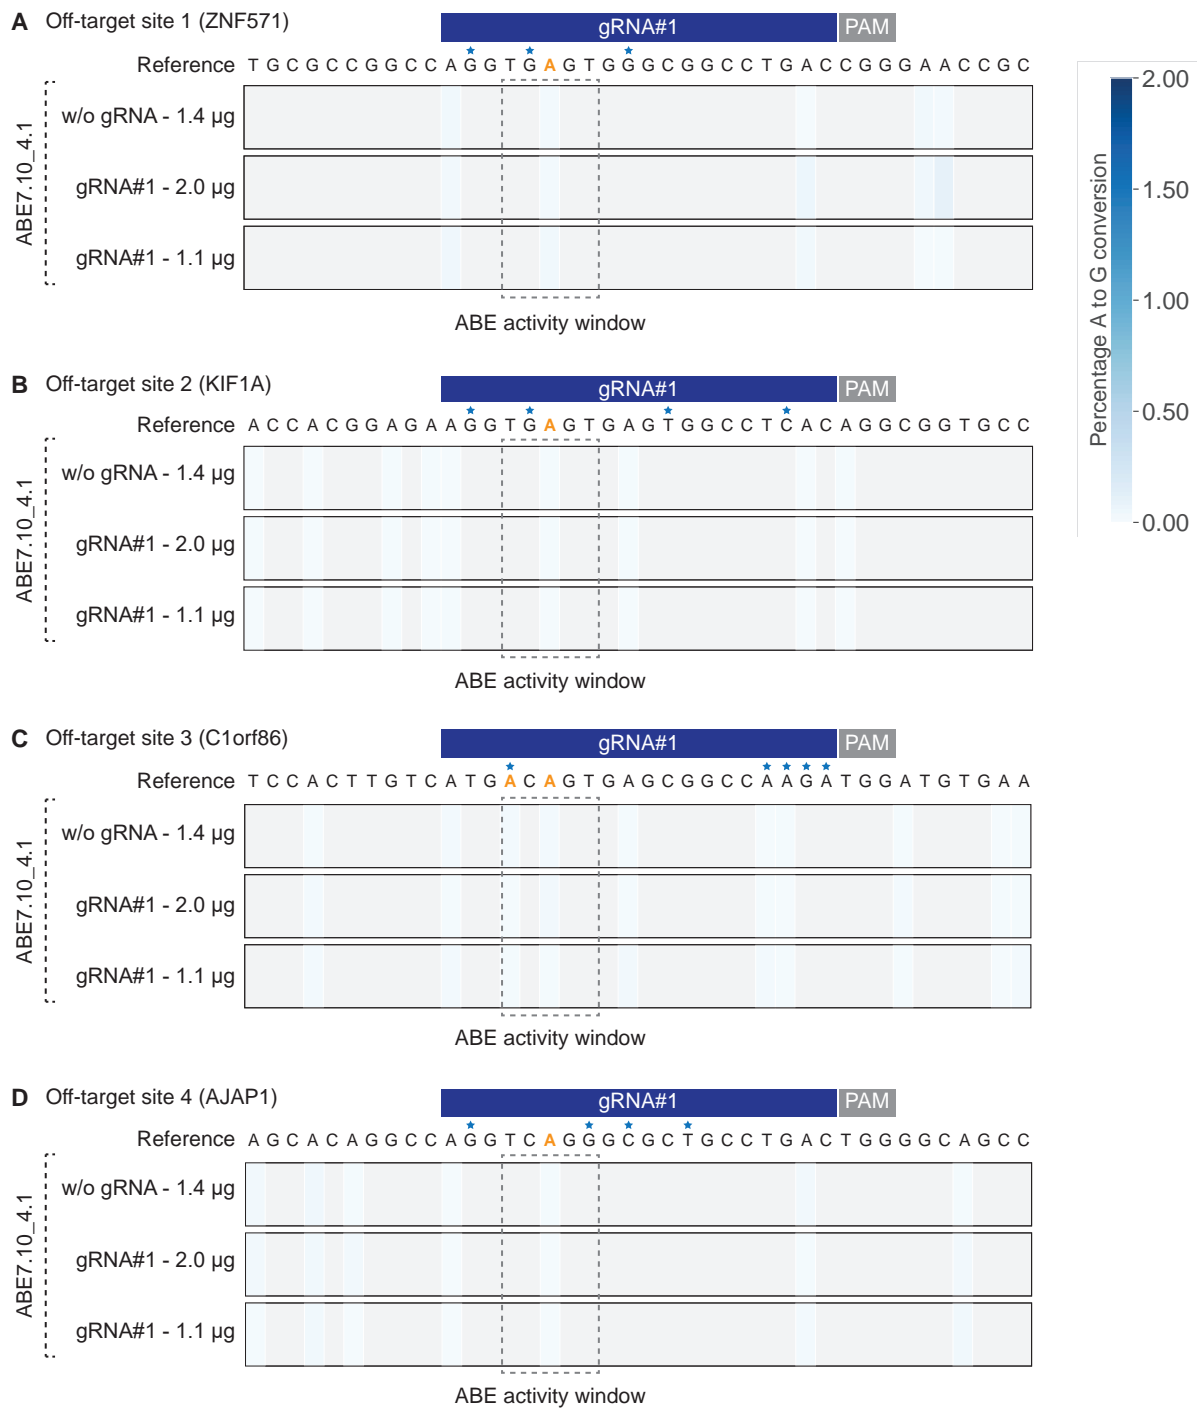 A Off-target site 1 (ZNF571)
gRNA#1 PAM
Reference T G C G C C G G C C A G G T G A G T G G G C G G C C T G A C C G G G A A C C G C
ABE7.10_4.1
w/o gRNA - 1.4 µg
gRNA#1 - 2.0 µg
gRNA#1 - 1.1 µg
ABE activity window
Percentage A to G conversion
2.00
1.50
1.00
0.50
0.00
B Off-target site 2 (KIF1A)
gRNA#1 PAM
Reference A C C A C G G A G A A G G T G A G T G A G T G G C C T C A C A G G C G G T G C C
ABE7.10_4.1
w/o gRNA - 1.4 µg
gRNA#1 - 2.0 µg
gRNA#1 - 1.1 µg
ABE activity window
C Off-target site 3 (C1orf86)
gRNA#1 PAM
Reference T C C A C T T G T C A T G A C A G T G A G C G G C C A A G A T G G A T G T G A A
ABE7.10_4.1
w/o gRNA - 1.4 µg
gRNA#1 - 2.0 µg
gRNA#1 - 1.1 µg
ABE activity window
D Off-target site 4 (AJAP1)
gRNA#1 PAM
Reference A G C A C A G G C C A G G T C A G G G C G C T G C C T G A C T G G G G C A G C C
ABE7.10_4.1
w/o gRNA - 1.4 µg
gRNA#1 - 2.0 µg
gRNA#1 - 1.1 µg
ABE activity window